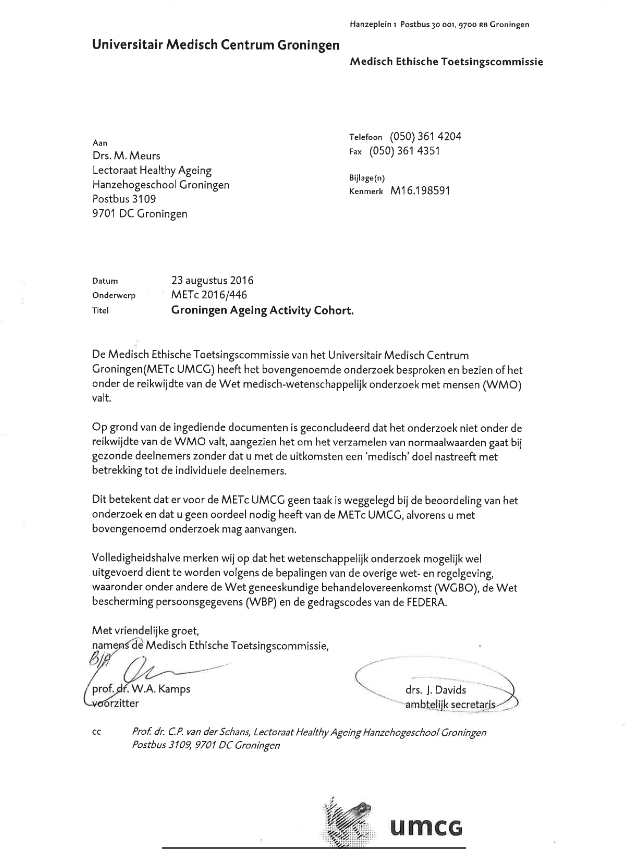 Hanzeplein 1 Postbus 30 001, 9700 RB Groningen
Universitair Medisch Centrum Groningen
Medisch Ethische Toetsingscommissie
Telefoon (050) 361 4204
Fax (050) 361 4351
Bijlage(n)
Kenmerk M16.198591
Aan
Drs. M. Meurs
Lectoraat Healthy Ageing
Hanzehogeschool Groningen
Postbus 3109
9701 DC Groningen
Datum 23 augustus 2016
Onderwerp METc 2016/446
Titel Groningen Ageing Activity Cohort.
De Medisch Ethische Toetsingscommissie van het Universitair Medisch Centrum
Groningen(METc UMCG) heeft het bovengenoemde onderzoek besproken en bezien of het
onder de reikwijdte van de Wet medisch-wetenschappelijk onderzoek met mensen (WMO)
valt.
Op grond van de ingediende documenten is geconcludeerd dat het onderzoek niet onder de
reikwijdte van de WMO valt, aangezien het om het verzamelen van normaalwaarden gaat bij
gezonde deelnemers zonder dat u met de uitkomsten een 'medisch' doel nastreeft met
betrekking tot de individuele deelnemers.
Dit betekent dat er voor de METc UMCG geen taak is weggelegd bij de beoordeling van het
onderzoek en dat u geen oordeel nodig heeft van de METc UMCG, alvorens u met
bovengenoemd onderzoek mag aanvangen.
Volledigheidshalve merken wij op dat het wetenschappelijk onderzoek mogelijk wel
uitgevoerd dient te worden volgens de bepalingen van de overige wet- en regelgeving,
waaronder onder andere de Wet geneeskundige behandelovereenkomst (WGBO), de Wet
bescherming persoonsgegevens (WBP) en de gedragscodes van de FEDERA.
Met vriendelijke groet,
namens de Medisch Ethische Toetsingscommissie,
prof. dr. W.A. Kamps
voorzitter
drs. J. Davids
ambtelijk secretaris
cc Prof. dr. C.P. van der Schans, Lectoraat Healthy Ageing Hanzehogeschool Groningen
Postbus 3109, 9701 DC Groningen
umcg